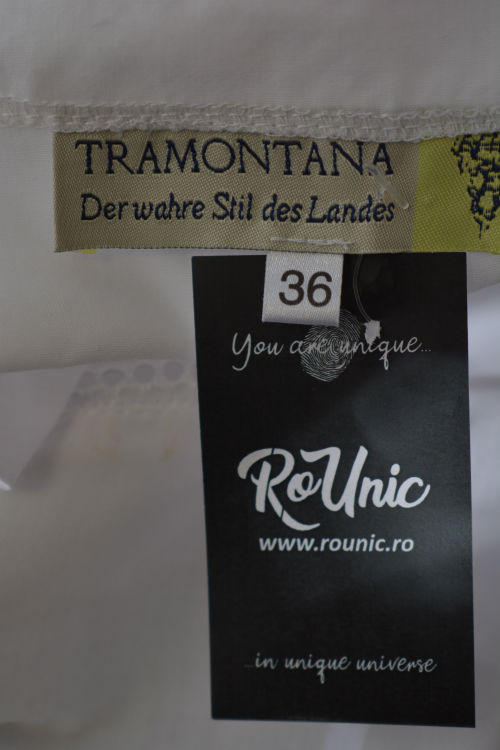 TRAMONTANA
Der wahre Stil des Landes
36
You are unique...
RoUnic
www.rounic.ro
...in unique universe